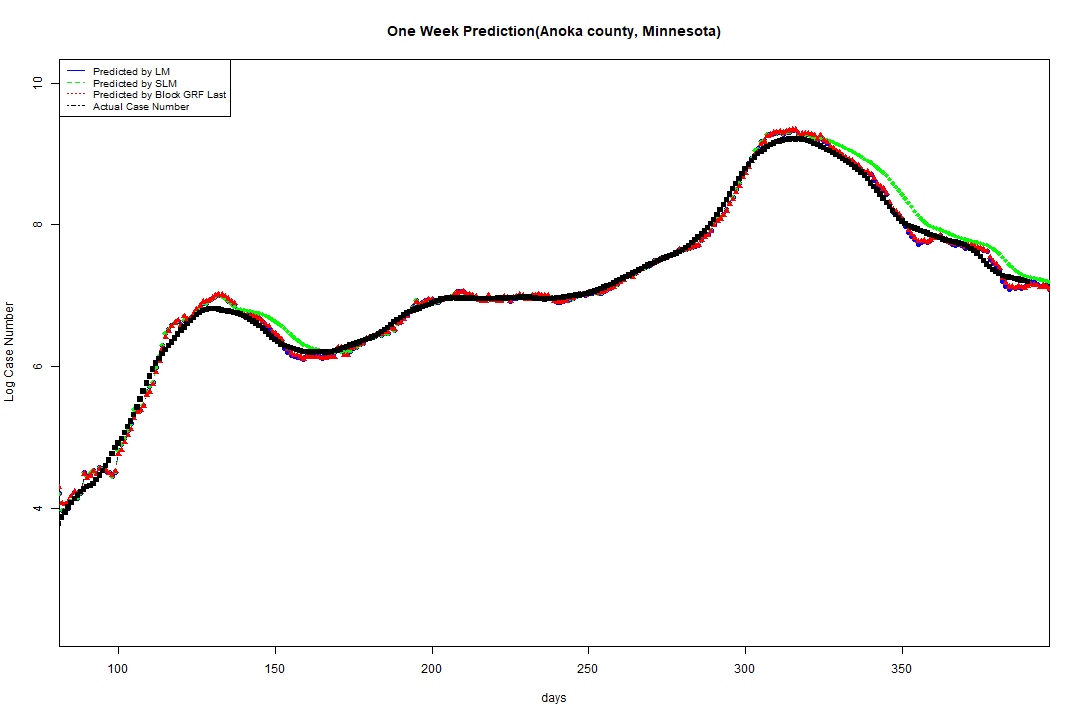 One Week Prediction(Anoka county, Minnesota)
Predicted by LM
Predicted by SLM
Predicted by Block GRF Last
Actual Case Number
10
8
6
4
Log Case Number
100 150 200 250 300 350
days